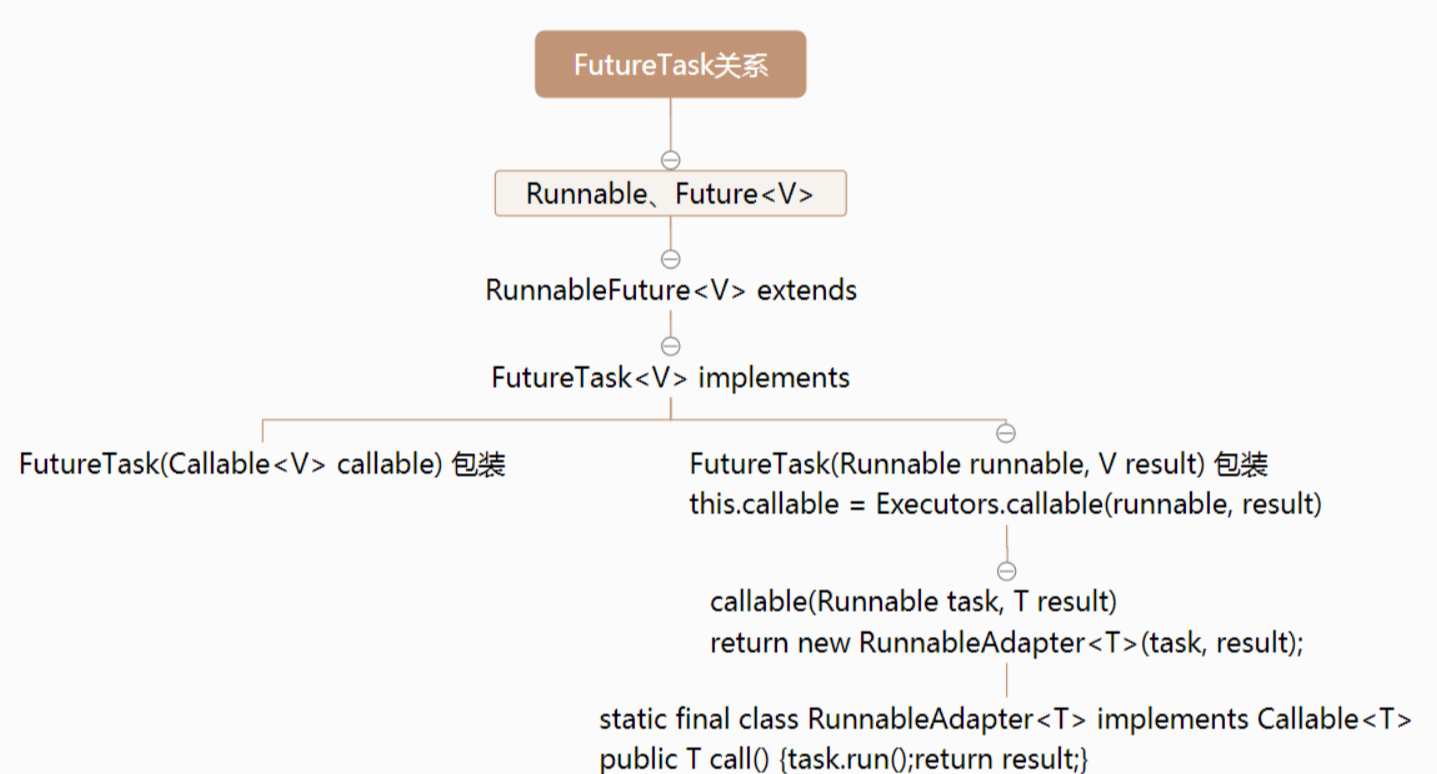 FutureTask关系
Runnable、Future<V>
RunnableFuture<V> extends
FutureTask<V> implements
FutureTask(Callable<V> callable) 包装
FutureTask(Runnable runnable, V result) 包装
this.callable = Executors.callable(runnable, result)
callable(Runnable task, T result)
return new RunnableAdapter<T>(task, result);
static final class RunnableAdapter<T> implements Callable<T>
public T call() {task.run();return result;}